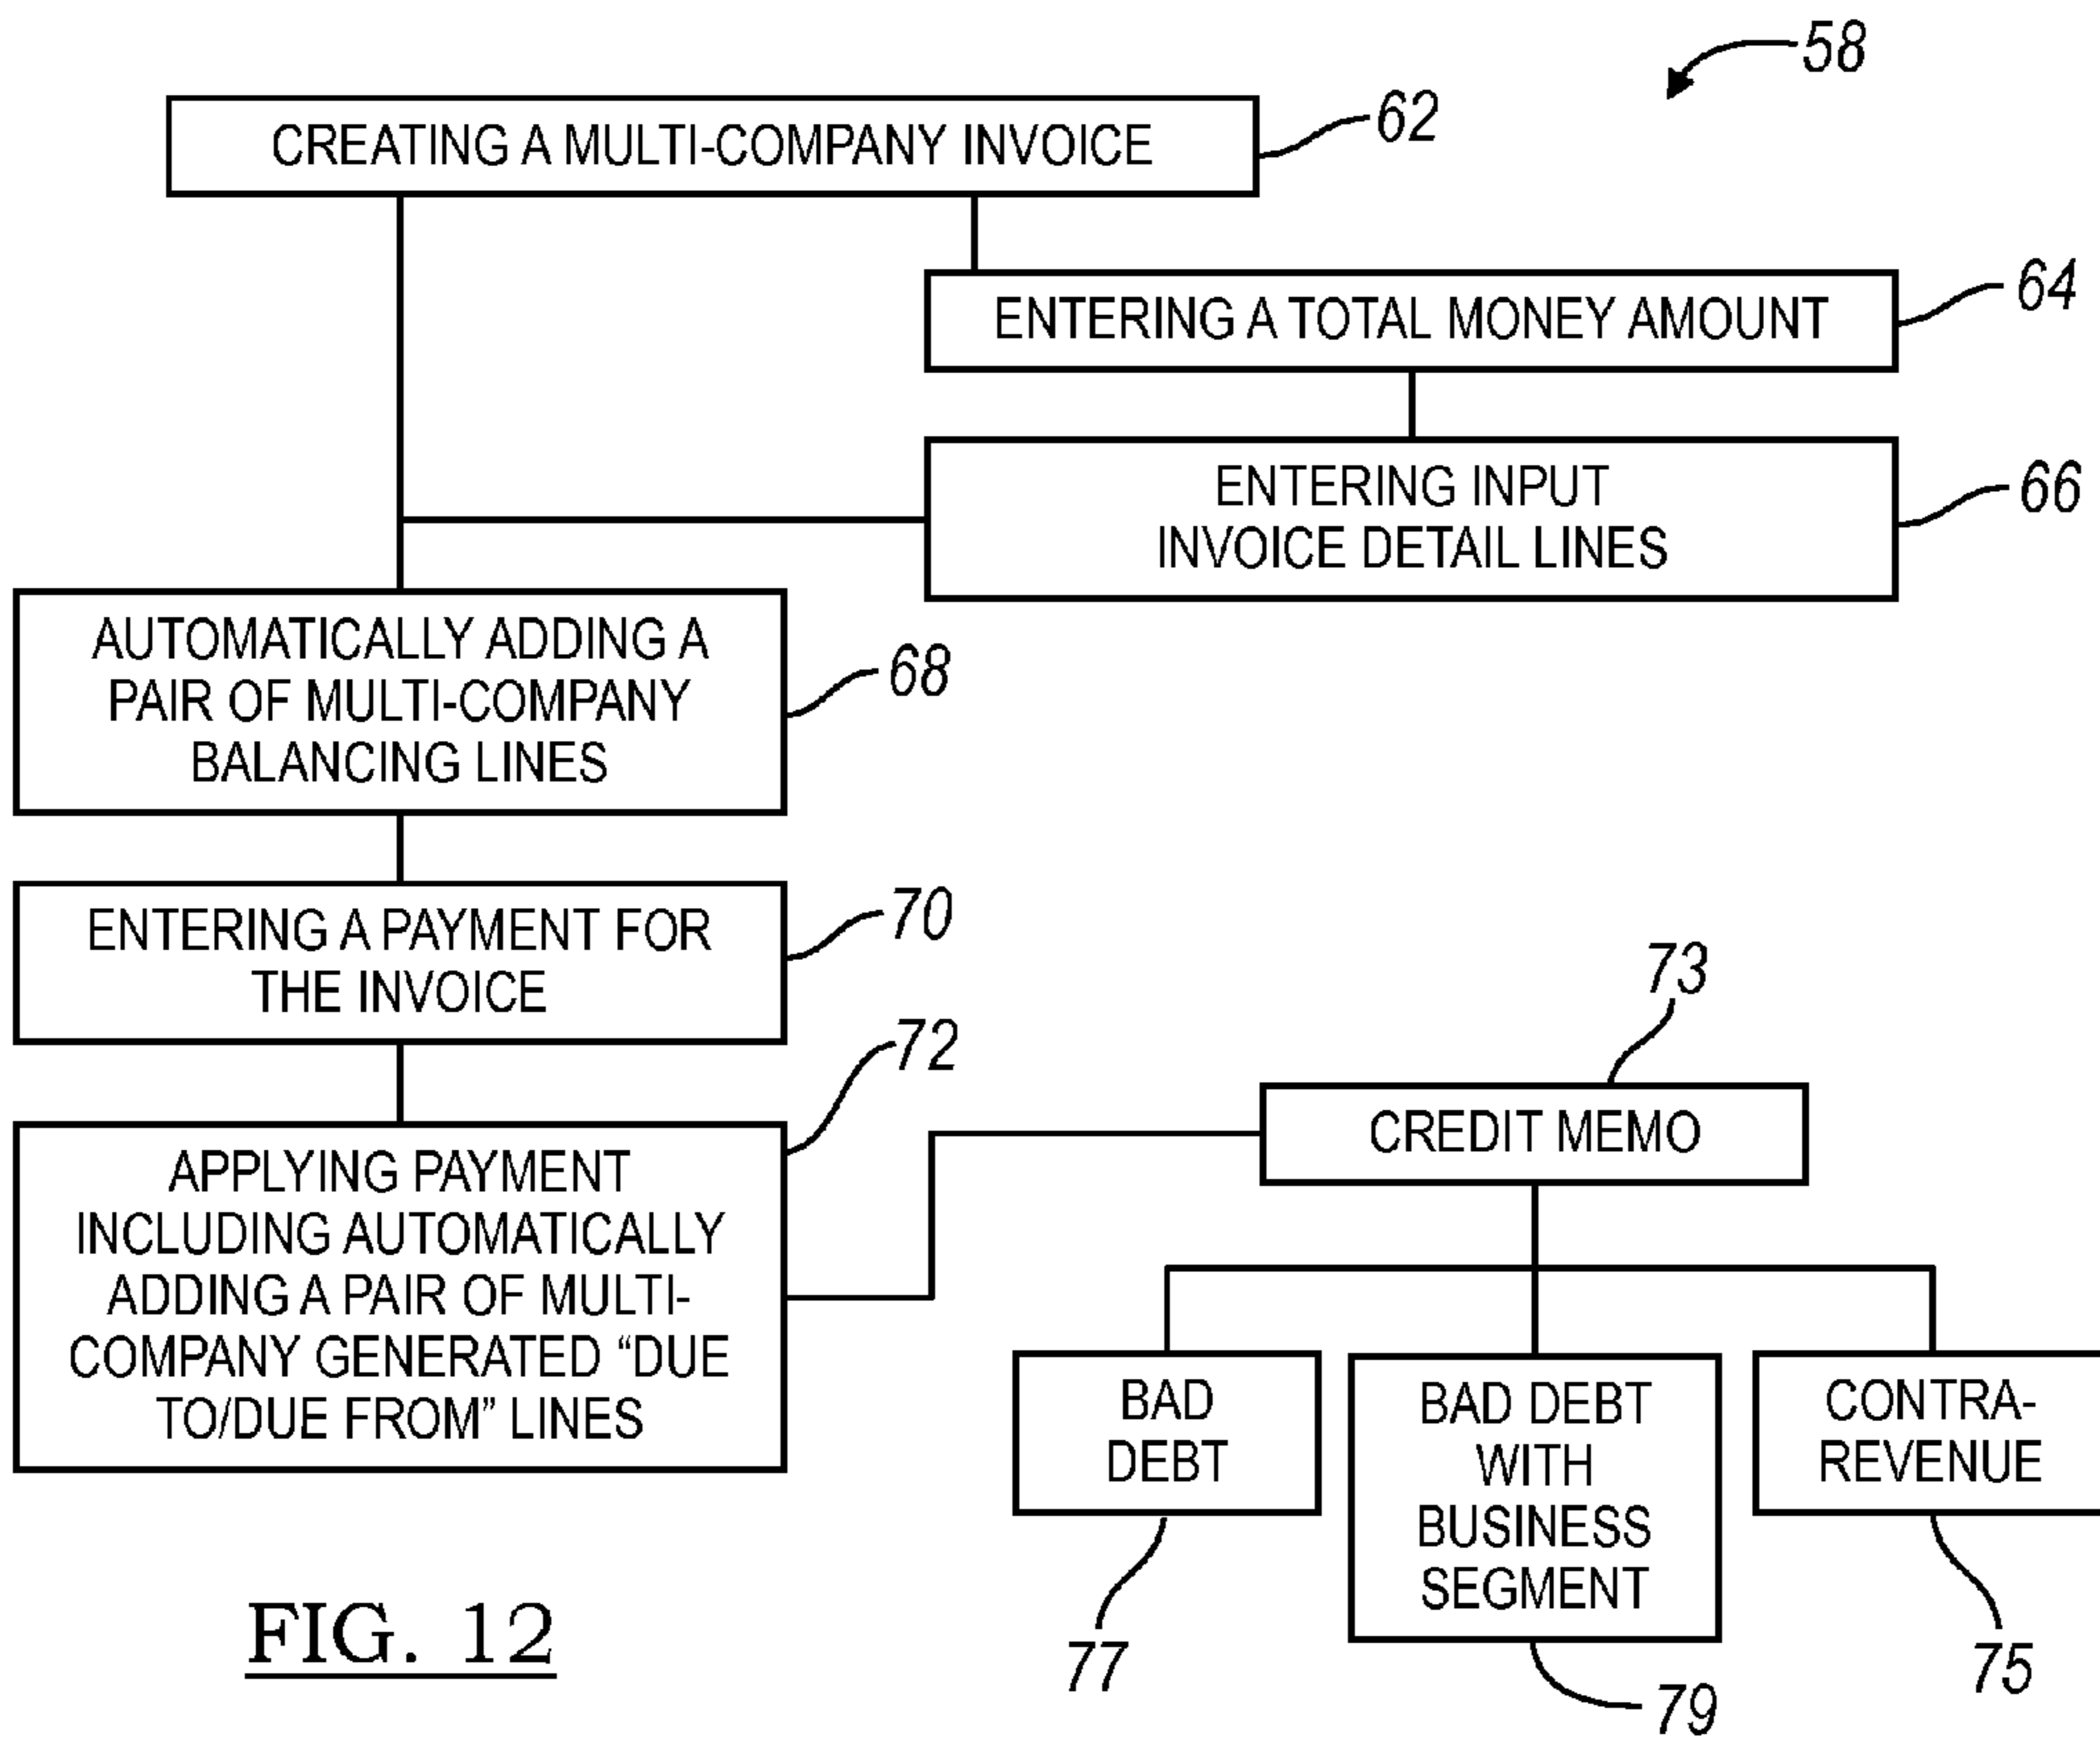 58
CREATING A MULTI-COMPANY INVOICE
62
ENTERING A TOTAL MONEY AMOUNT
64
ENTERING INPUT
INVOICE DETAIL LINES
66
AUTOMATICALLY ADDING A
PAIR OF MULTI-COMPANY
BALANCING LINES
68
ENTERING A PAYMENT FOR
THE INVOICE
70
APPLYING PAYMENT
INCLUDING AUTOMATICALLY
ADDING A PAIR OF MULTI-
COMPANY GENERATED “DUE
TO/DUE FROM” LINES
72
73
CREDIT MEMO
BAD
DEBT
77
BAD DEBT
WITH
BUSINESS
SEGMENT
79
CONTRA-
REVENUE
75
FIG. 12